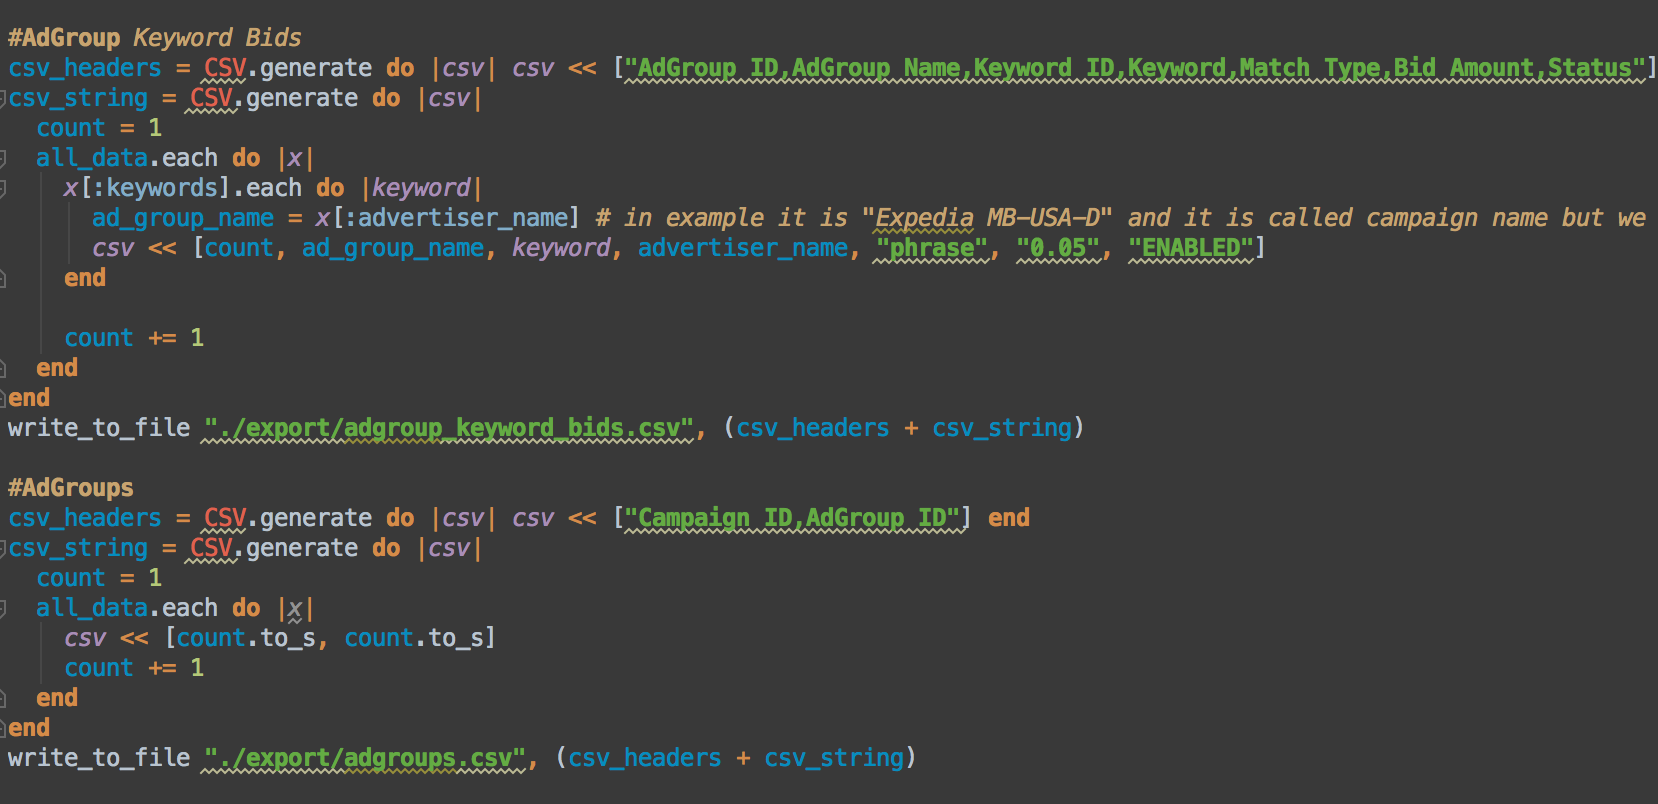 #AdGroup Keyword Bids
csv_headers = CSV.generate do |csv| csv << ["AdGroup ID,AdGroup Name,Keyword ID,Keyword,Match Type,Bid Amount,Status"]
csv_string = CSV.generate do |csv|
  count = 1
  all_data.each do |x|
    x[:keywords].each do |keyword|
      ad_group_name = x[:advertiser_name] # in example it is "Expedia MB-USA-D" and it is called campaign name but we
      csv << [count, ad_group_name, keyword, advertiser_name, "phrase", "0.05", "ENABLED"]
    end
    count += 1
  end
end
write_to_file "./export/adgroup_keyword_bids.csv", (csv_headers + csv_string)
#AdGroups
csv_headers = CSV.generate do |csv| csv << ["Campaign ID,AdGroup ID"] end
csv_string = CSV.generate do |csv|
  count = 1
  all_data.each do |x|
    csv << [count.to_s, count.to_s]
    count += 1
  end
end
write_to_file "./export/adgroups.csv", (csv_headers + csv_string)